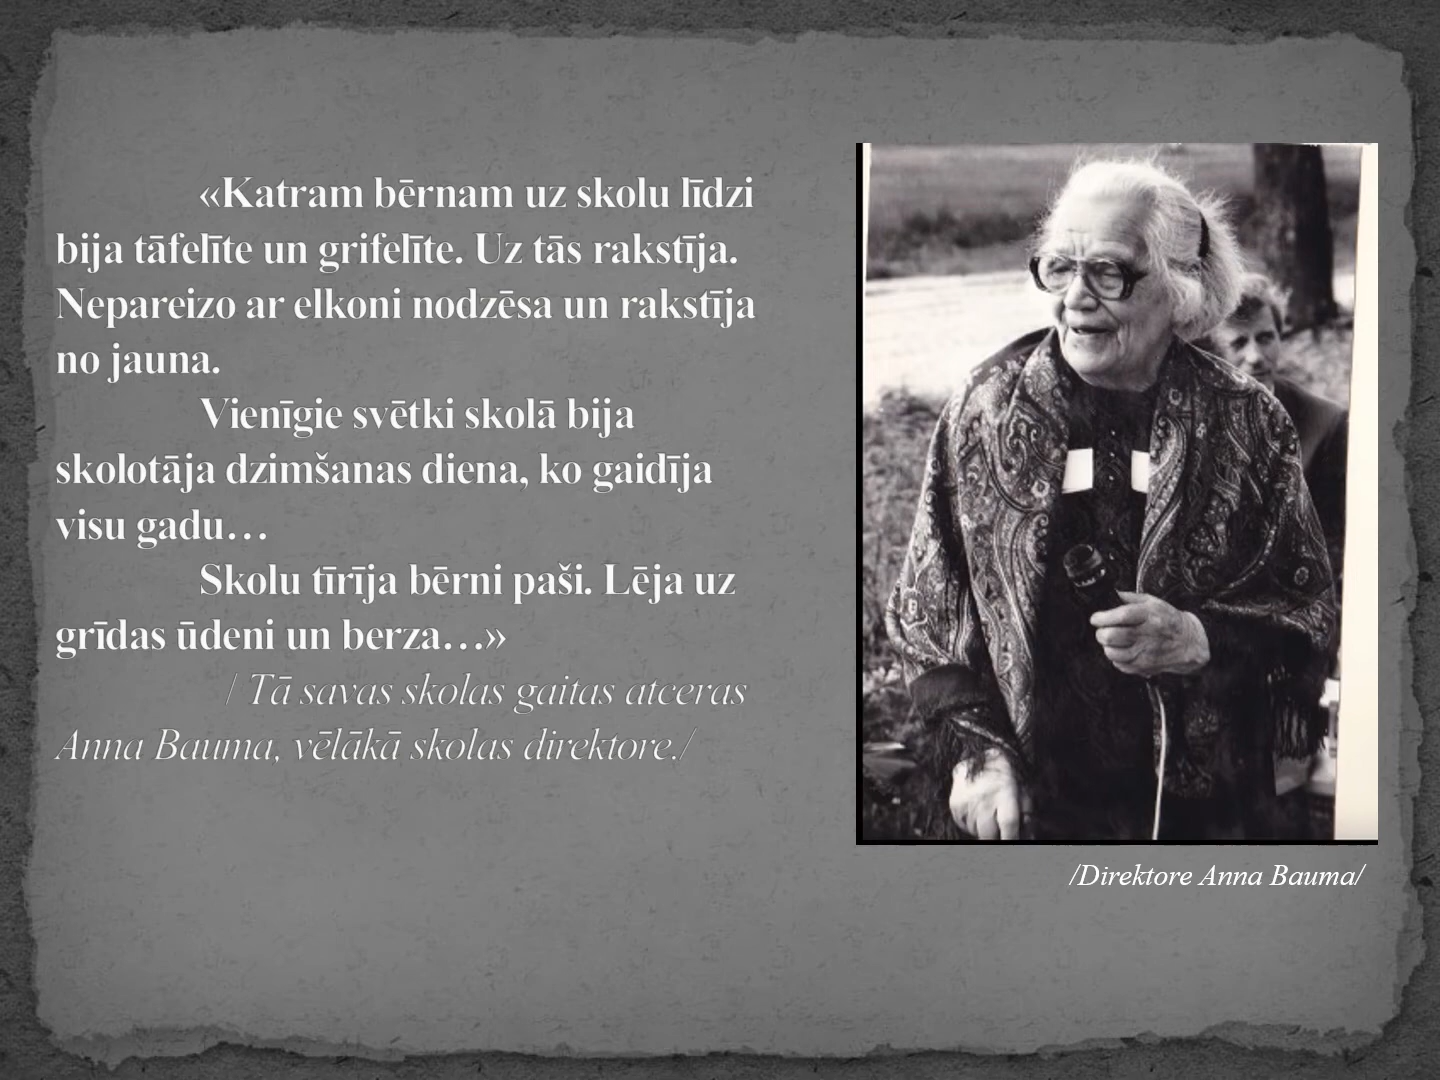 «Katram bērnam uz skolu līdzi
bija tāfelīte un grifelīte. Uz tās rakstīja.
Nepareizo ar elkoni nodzēsa un rakstīja
no jauna.
Vienīgie svētki skolā bija
skolotāja dzimšanas diena, ko gaidīja
visu gadu…
Skolu tīrīja bērni paši. Lēja uz
grīdas ūdeni un berza…»
/ Tā savas skolas gaitas atceras
Anna Bauma, vēlākā skolas direktore./
/Direktore Anna Bauma/